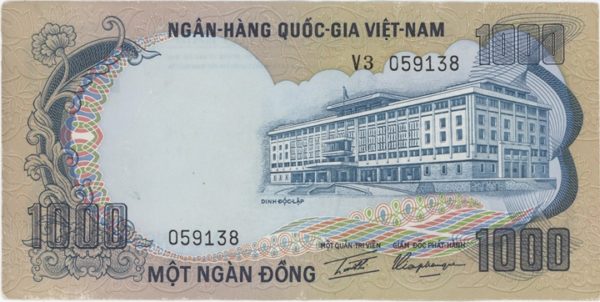 NGÂN-HÀNG QUỐC-GIA VIỆT-NAM
1000
V3 059138
DINH ĐỘC-LẬP
1000
059138
MỘT QUẢN TRỊ VIÊN
GIÁM ĐỐC PHÁT-HÀNH
1000
MỘT NGÀN ĐỒNG